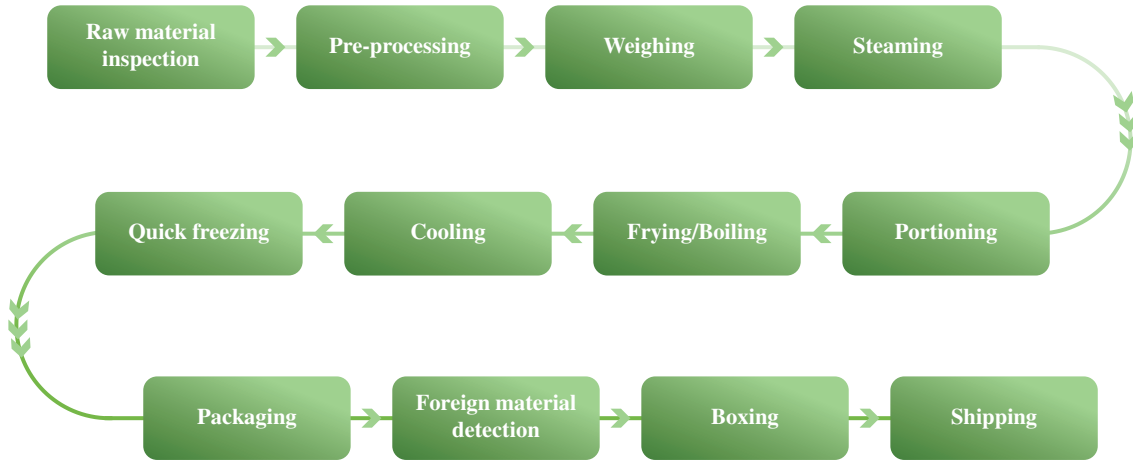 Raw material
inspection
Pre-processing
Weighing
Steaming
Portioning
Frying/Boiling
Cooling
Quick freezing
Packaging
Foreign material
detection
Boxing
Shipping